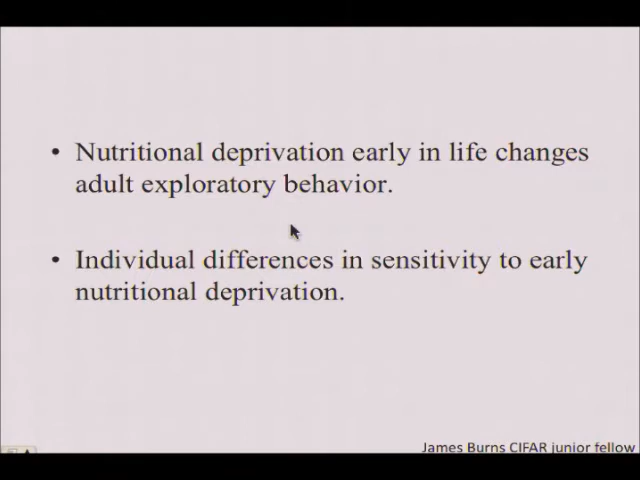 • Nutritional deprivation early in life changes
adult exploratory behavior.
• Individual differences in sensitivity to early
nutritional deprivation.
James Burns CIFAR junior fellow